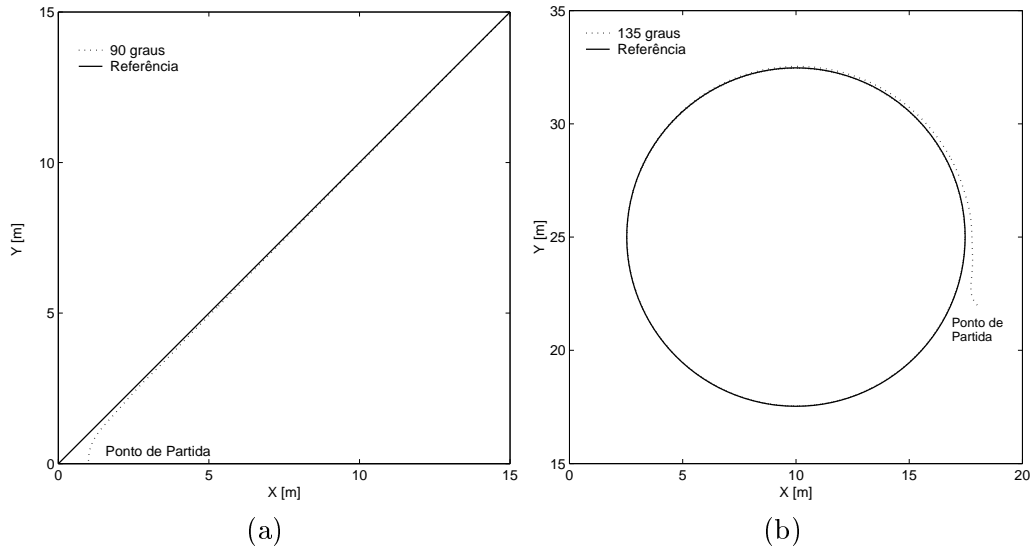 15
10
5
0
0
5
10
15
Y [m]
X [m]
90 graus
Referência
Ponto de Partida
(a)
35
30
25
20
15
0
5
10
15
20
Y [m]
X [m]
135 graus
Referência
Ponto de
Partida
(b)